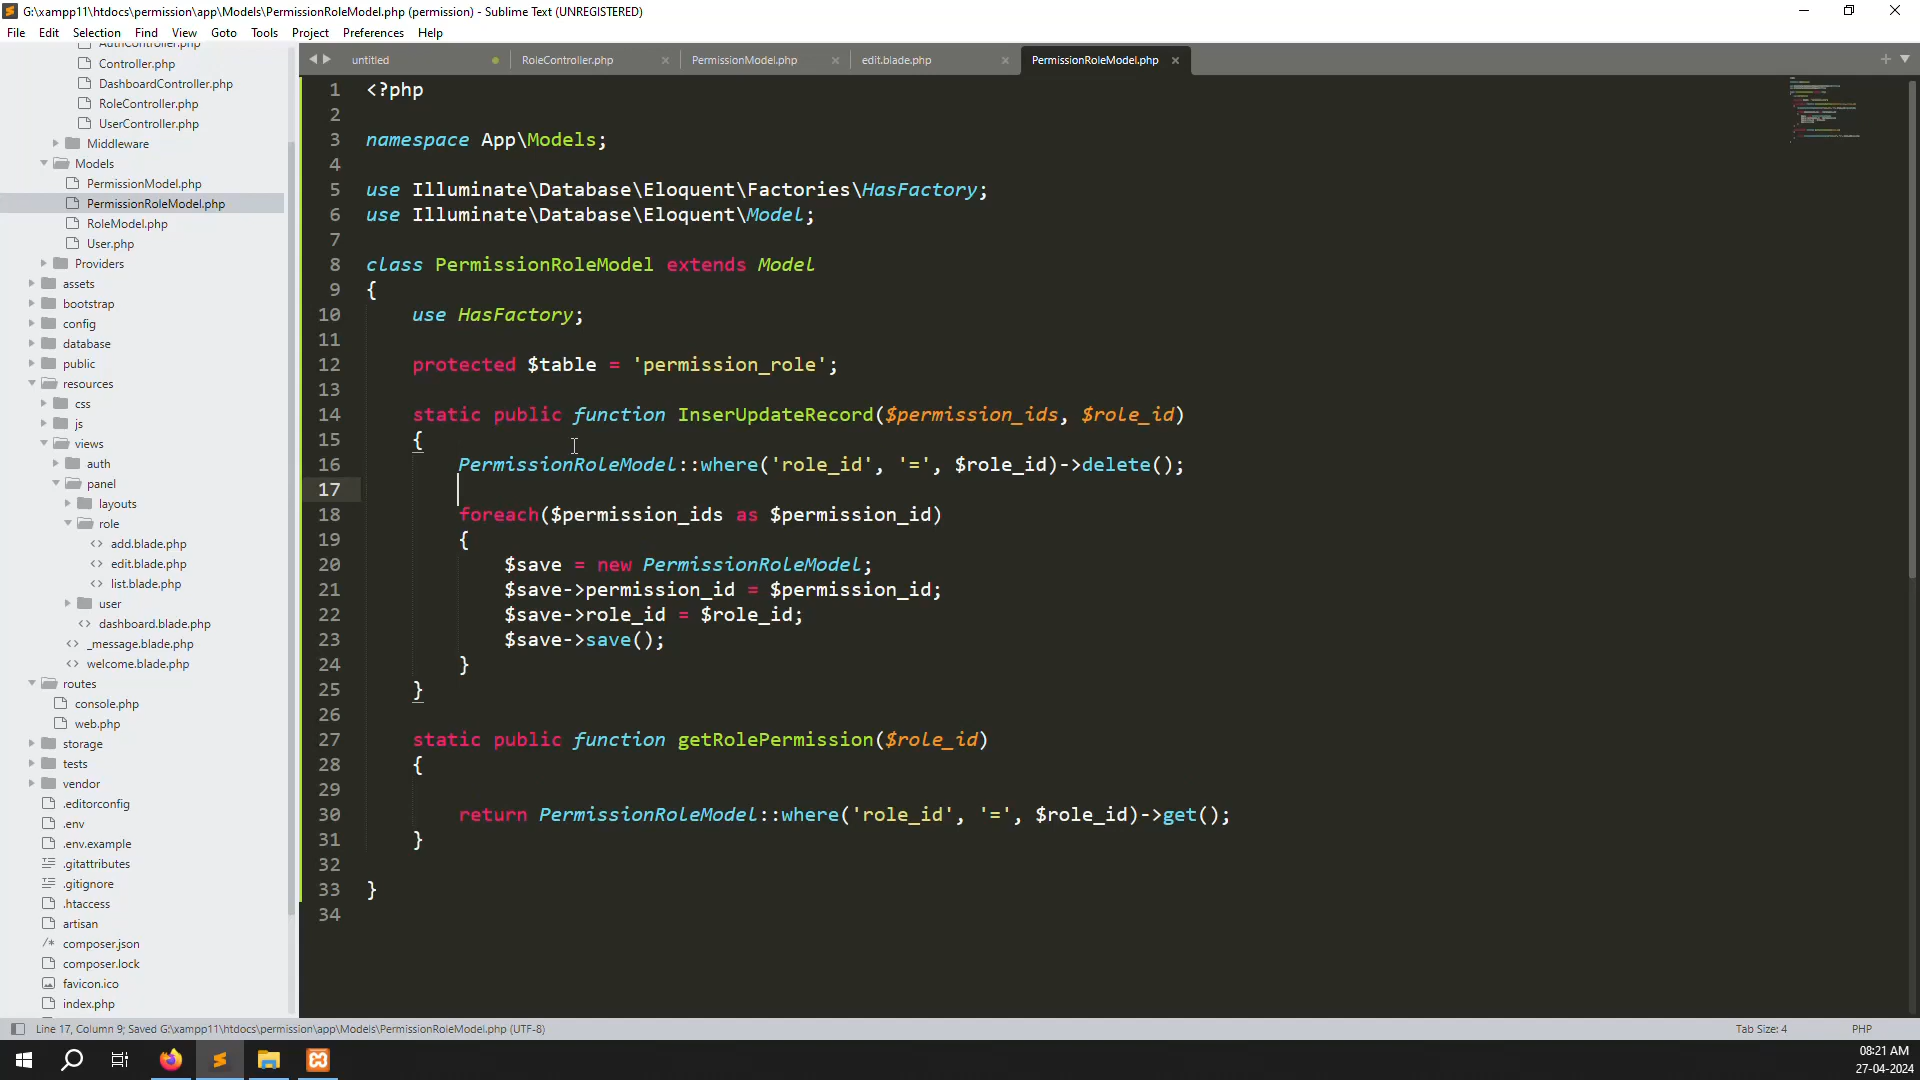 G:\xampp11\htdocs\permission\app\Models\PermissionRoleModel.php (permission) - Sublime Text (UNREGISTERED)
File Edit Selection Find View Goto Tools Project Preferences Help
AuthController.php
Controller.php
DashboardController.php
RoleController.php
UserController.php
Middleware
Models
PermissionModel.php
PermissionRoleModel.php
RoleModel.php
User.php
Providers
assets
bootstrap
config
database
public
resources
css
js
views
auth
panel
layouts
role
add.blade.php
edit.blade.php
list.blade.php
user
dashboard.blade.php
_message.blade.php
welcome.blade.php
routes
console.php
web.php
storage
tests
vendor
.editorconfig
.env
.env.example
.gitattributes
.gitignore
.htaccess
artisan
composer.json
composer.lock
favicon.ico
index.php
untitled RoleController.php PermissionModel.php edit.blade.php PermissionRoleModel.php
1 <?php
2
3 namespace App\Models;
4
5 use Illuminate\Database\Eloquent\Factories\HasFactory;
6 use Illuminate\Database\Eloquent\Model;
7
8 class PermissionRoleModel extends Model
9 {
10 use HasFactory;
11
12 protected $table = 'permission_role';
13
14 static public function InserUpdateRecord($permission_ids, $role_id)
15 {
16 PermissionRoleModel::where('role_id', '=', $role_id)->delete();
17
18 foreach($permission_ids as $permission_id)
19 {
20 $save = new PermissionRoleModel;
21 $save->permission_id = $permission_id;
22 $save->role_id = $role_id;
23 $save->save();
24 }
25 }
26
27 static public function getRolePermission($role_id)
28 {
29
30 return PermissionRoleModel::where('role_id', '=', $role_id)->get();
31 }
32
33 }
34
Line 17, Column 9; Saved G:\xampp11\htdocs\permission\app\Models\PermissionRoleModel.php (UTF-8) Tab Size: 4 PHP
08:21 AM
27-04-2024